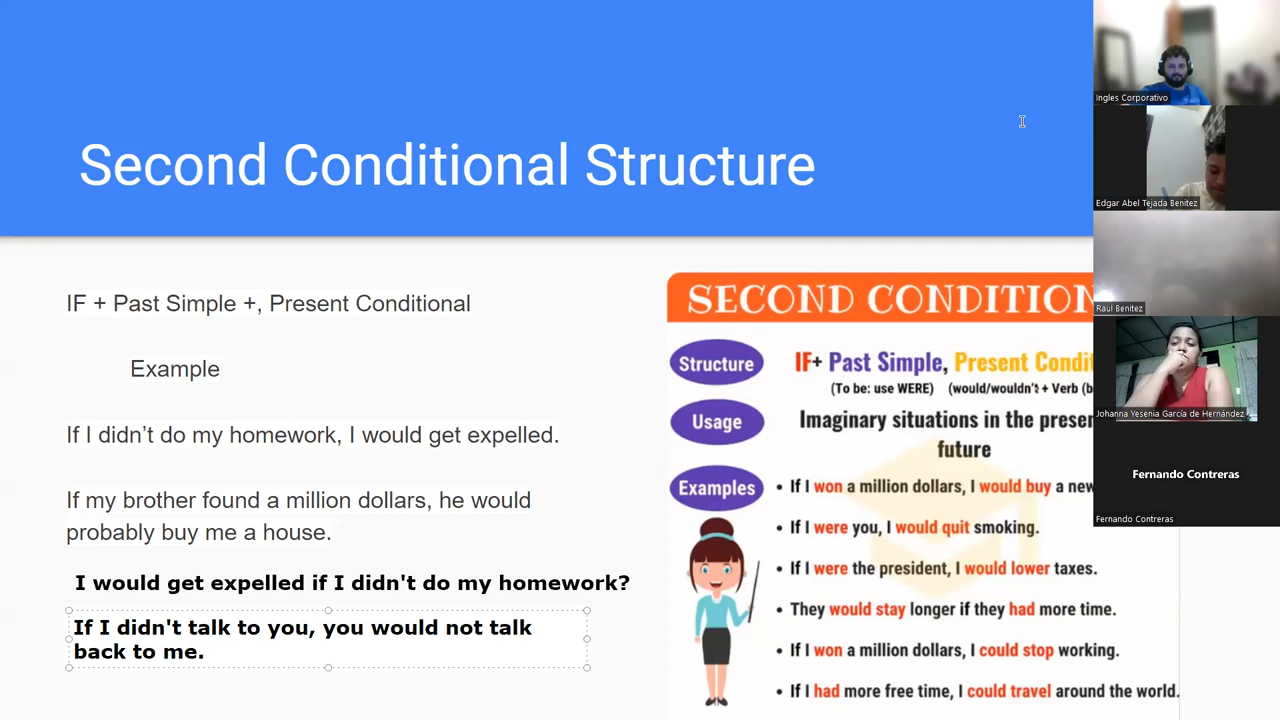 Second Conditional Structure
IF + Past Simple +, Present Conditional
Example
If I didn’t do my homework, I would get expelled.
If my brother found a million dollars, he would
probably buy me a house.
I would get expelled if I didn't do my homework?
If I didn't talk to you, you would not talk
back to me.
SECOND CONDITION
Structure
IF+ Past Simple, Present Condit
(To be: use WERE) (would/wouldn't + Verb (b
Usage
Imaginary situations in the presen
future
Examples
• If I won a million dollars, I would buy a new
• If I were you, I would quit smoking.
• If I were the president, I would lower taxes.
• They would stay longer if they had more time.
• If I won a million dollars, I could stop working.
• If I had more free time, I could travel around the world.
Ingles Corporativo
Edgar Abel Tejada Benitez
Raul Benitez
Johanna Yesenia García de Hernández
Fernando Contreras
Fernando Contreras